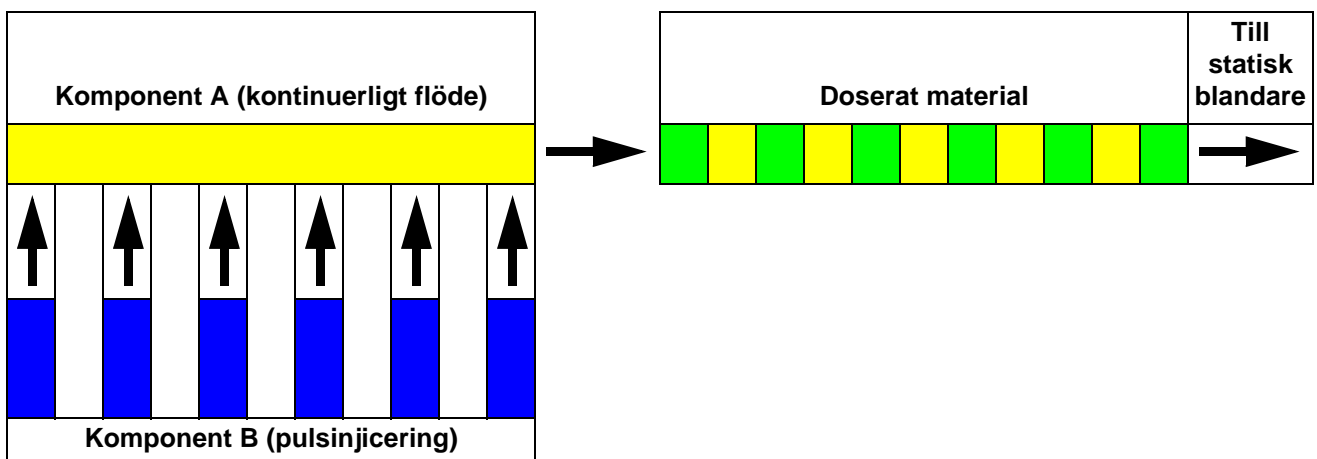 Komponent A (kontinuerligt flöde)
Komponent B (pulsinjicering)
Doserat material
Till
statisk
blandare